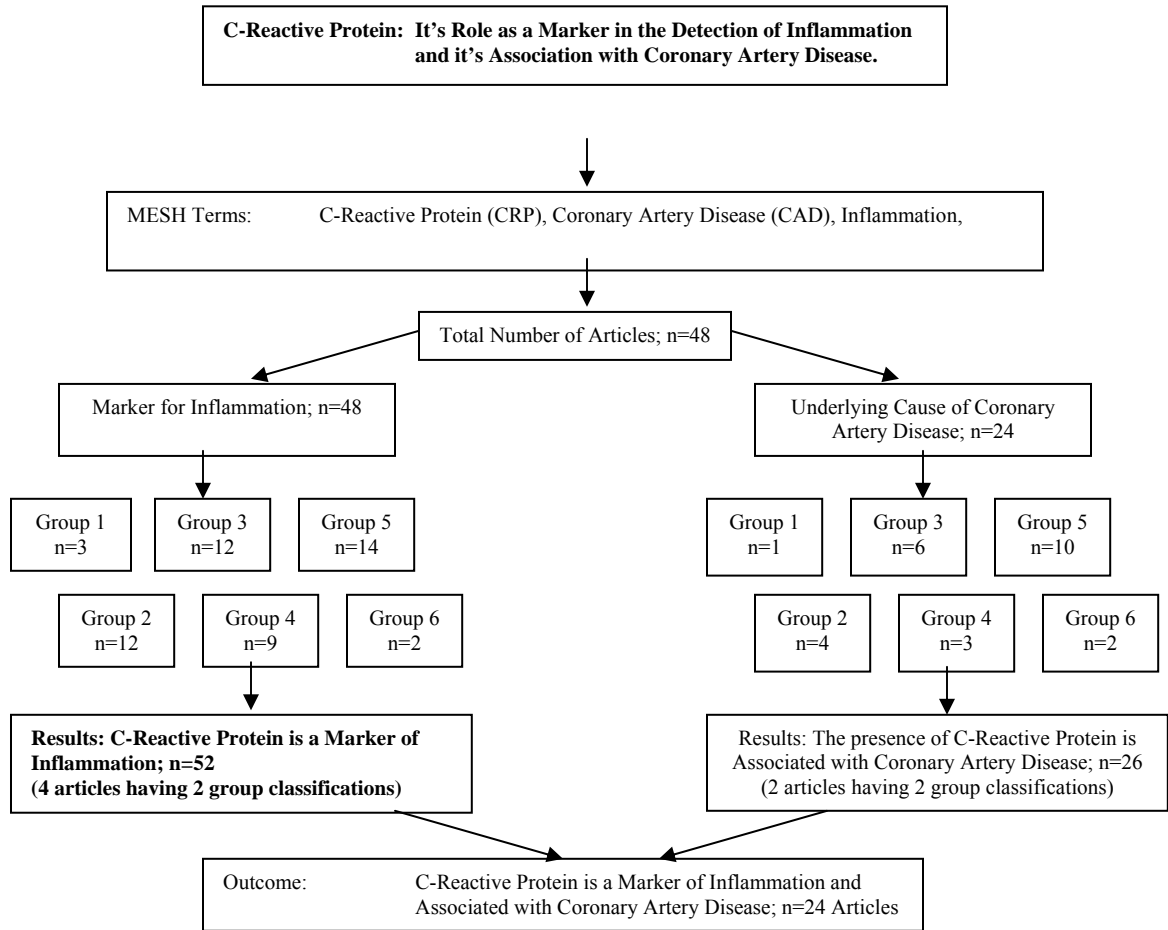 C-Reactive Protein: It's Role as a Marker in the Detection of Inflammation
and it's Association with Coronary Artery Disease.
MESH Terms: C-Reactive Protein (CRP), Coronary Artery Disease (CAD), Inflammation,
Total Number of Articles; n=48
Marker for Inflammation; n=48
Underlying Cause of Coronary
Artery Disease; n=24
Group 1
n=3
Group 3
n=12
Group 5
n=14
Group 2
n=12
Group 4
n=9
Group 6
n=2
Group 1
n=1
Group 3
n=6
Group 5
n=10
Group 2
n=4
Group 4
n=3
Group 6
n=2
Results: C-Reactive Protein is a Marker of
Inflammation; n=52
(4 articles having 2 group classifications)
Results: The presence of C-Reactive Protein is
Associated with Coronary Artery Disease; n=26
(2 articles having 2 group classifications)
Outcome: C-Reactive Protein is a Marker of Inflammation and
Associated with Coronary Artery Disease; n=24 Articles